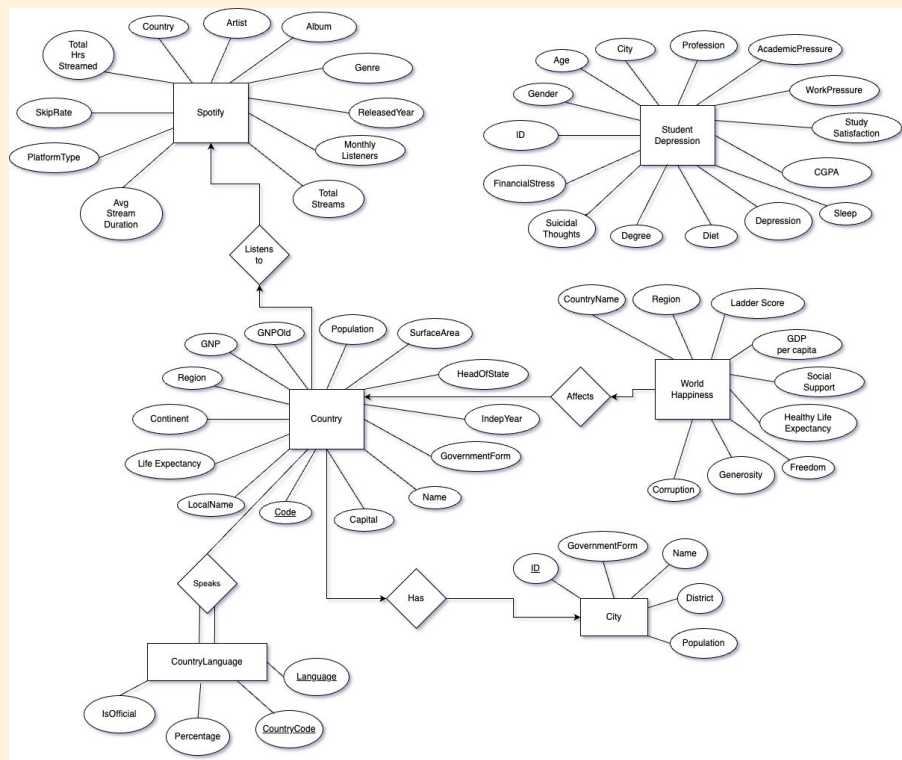 Total
Hrs
Streamed
Country
Artist
Album
Genre
SkipRate
Spotify
ReleasedYear
PlatformType
Monthly
Listeners
Avg
Stream
Duration
Total
Streams
Listens
to
Age
City
Profession
AcademicPressure
Gender
WorkPressure
ID
Student
Depression
Study
Satisfaction
FinancialStress
CGPA
Suicidal
Thoughts
Degree
Diet
Depression
Sleep
GNP
GNPOld
Population
SurfaceArea
Region
HeadOfState
Continent
Country
IndepYear
Life Expectancy
GovernmentForm
LocalName
Code
Capital
Name
Affects
CountryName
Region
Ladder Score
GDP
per capita
World
Happiness
Social
Support
Healthy Life
Expectancy
Corruption
Generosity
Freedom
Speaks
Has
CountryLanguage
Language
IsOfficial
Percentage
CountryCode
GovernmentForm
ID
Name
City
District
Population